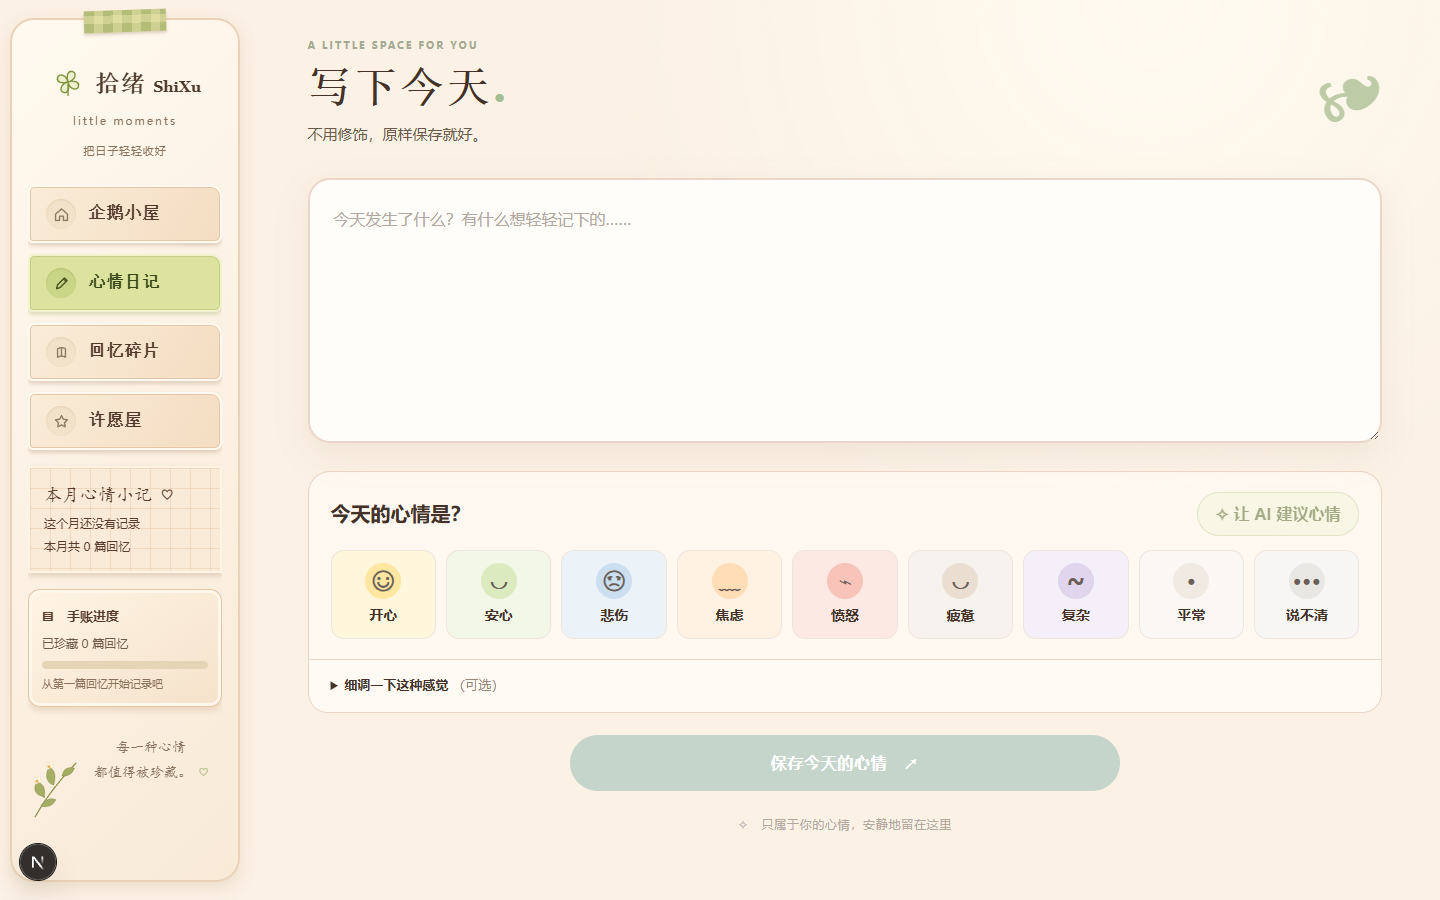 拾绪 ShiXu
little moments
把日子轻轻收好
企鹅小屋
心情日记
回忆碎片
许愿屋
本月心情小记 ♡
这个月还没有记录
本月共 0 篇回忆
手账进度
已珍藏 0 篇回忆
从第一篇回忆开始记录吧
每一种心情
都值得被珍藏。 ♡
N
A LITTLE SPACE FOR YOU
写下今天.
不用修饰，原样保存就好。
今天发生了什么？有什么想轻轻记下的……
今天的心情是？
✧ 让 AI 建议心情
开心
安心
悲伤
焦虑
愤怒
疲惫
复杂
平常
说不清
▶ 细调一下这种感觉 （可选）
保存今天的心情 ↗
✧ 只属于你的心情，安静地留在这里